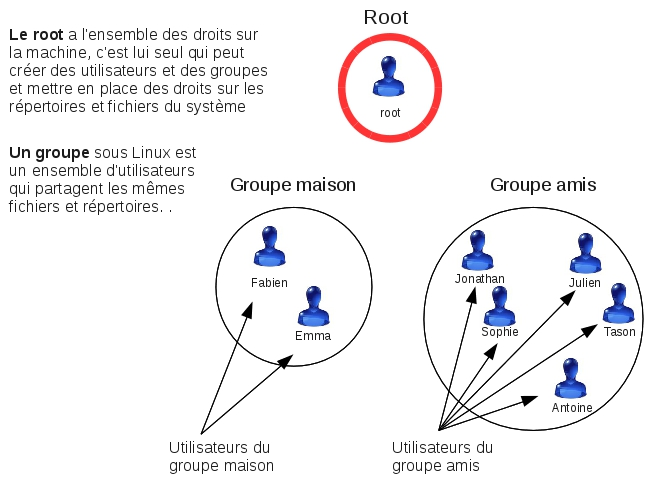 Root
Le root a l'ensemble des droits sur
la machine, c'est lui seul qui peut
créer des utilisateurs et des groupes
et mettre en place des droits sur les
répertoires et fichiers du système
root
Un groupe sous Linux est
un ensemble d'utilisateurs
qui partagent les mêmes
fichiers et répertoires. .
Groupe maison
Fabien
Emma
Utilisateurs du
groupe maison
Groupe amis
Jonathan
Julien
Sophie
Tason
Antoine
Utilisateurs du
groupe amis